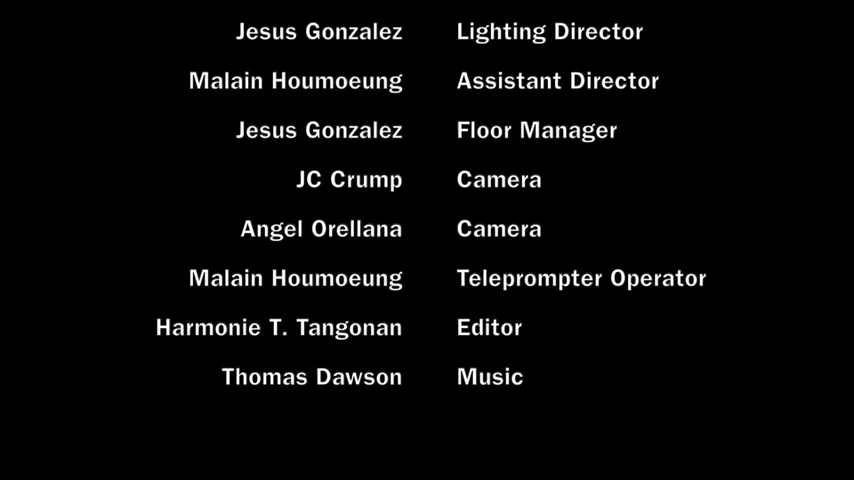 Jesus Gonzalez Lighting Director
Malain Houmoeung Assistant Director
Jesus Gonzalez Floor Manager
JC Crump Camera
Angel Orellana Camera
Malain Houmoeung Teleprompter Operator
Harmonie T. Tangonan Editor
Thomas Dawson Music